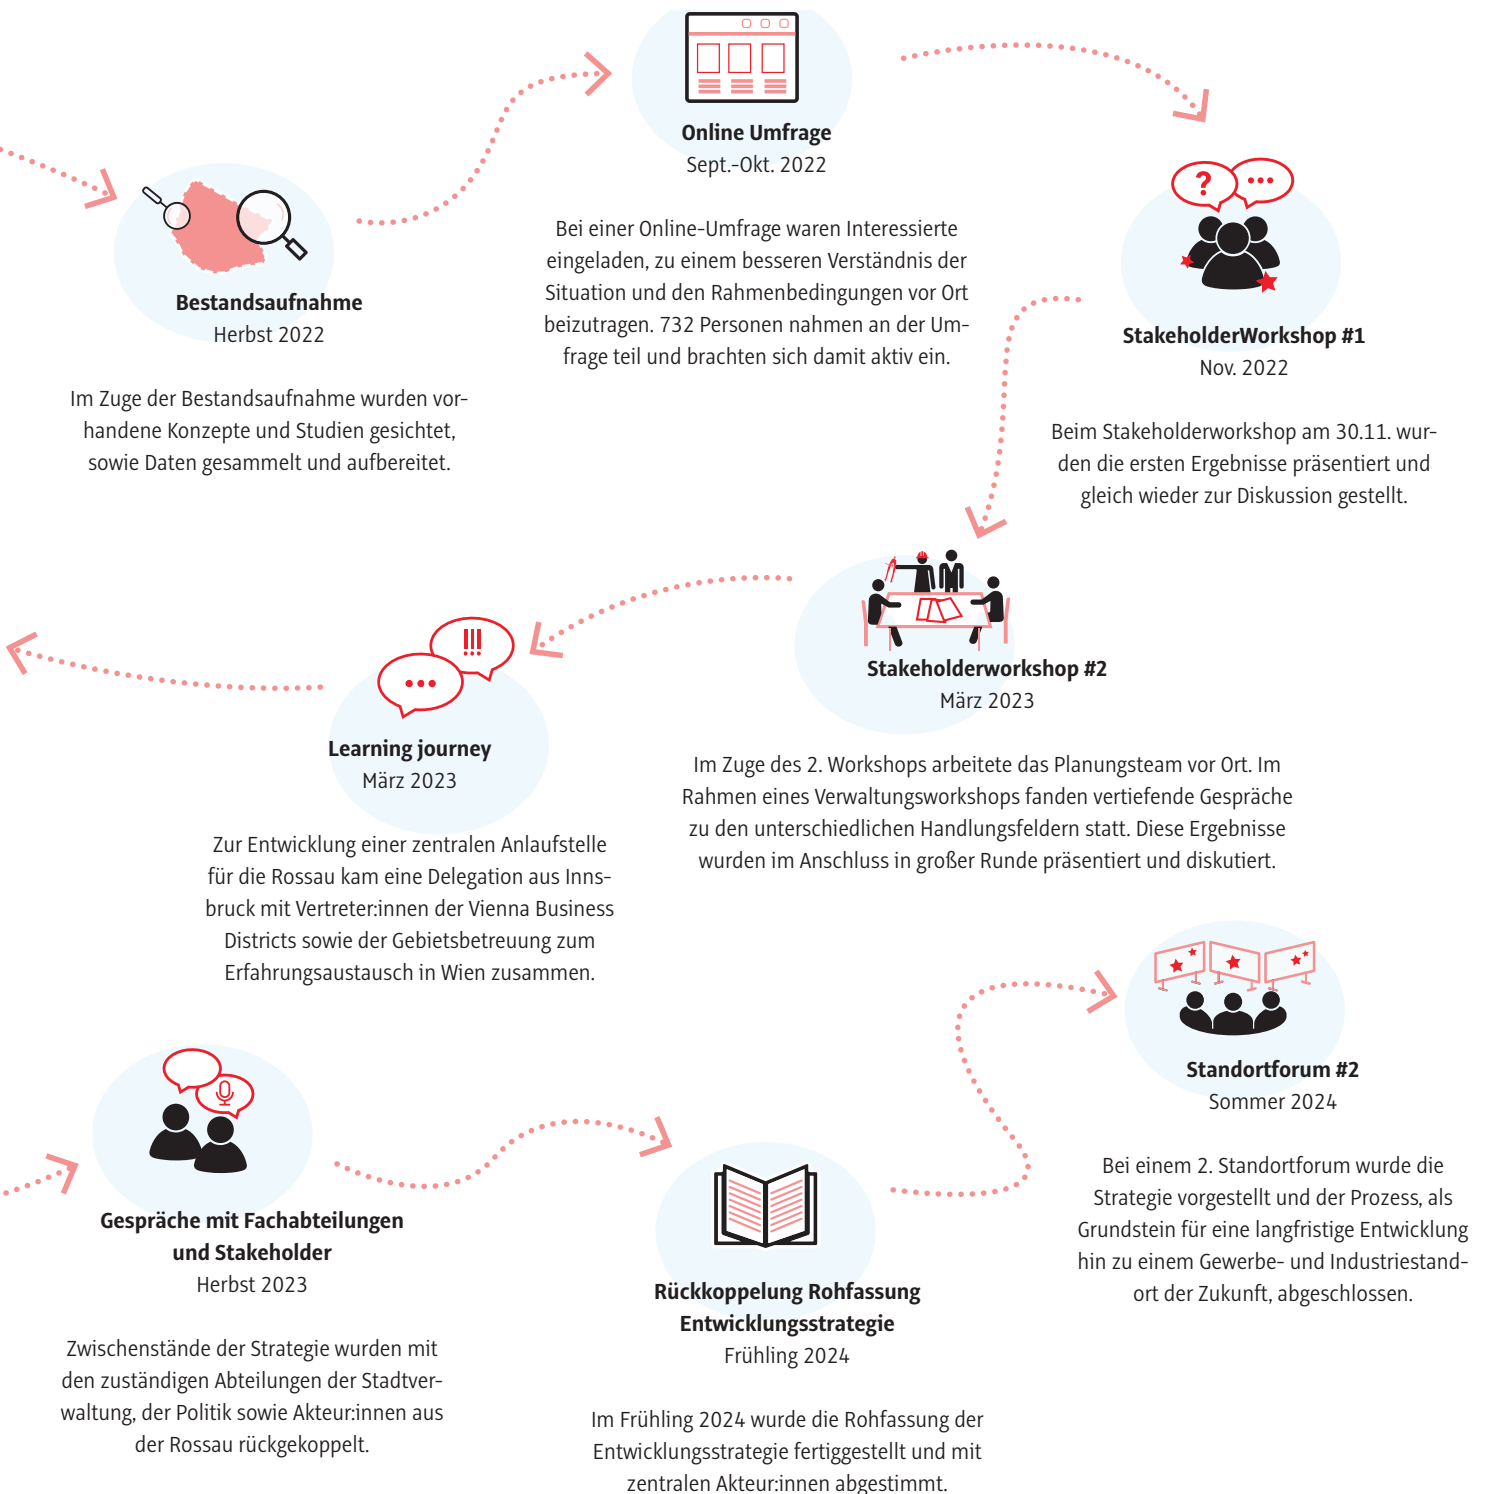 Bestandsaufnahme
Herbst 2022
Im Zuge der Bestandsaufnahme wurden vor-
handene Konzepte und Studien gesichtet,
sowie Daten gesammelt und aufbereitet.
Online Umfrage
Sept.-Okt. 2022
Bei einer Online-Umfrage waren Interessierte
eingeladen, zu einem besseren Verständnis der
Situation und den Rahmenbedingungen vor Ort
beizutragen. 732 Personen nahmen an der Um-
frage teil und brachten sich damit aktiv ein.
?
StakeholderWorkshop #1
Nov. 2022
Beim Stakeholderworkshop am 30.11. wur-
den die ersten Ergebnisse präsentiert und
gleich wieder zur Diskussion gestellt.
Stakeholderworkshop #2
März 2023
Im Zuge des 2. Workshops arbeitete das Planungsteam vor Ort. Im
Rahmen eines Verwaltungsworkshops fanden vertiefende Gespräche
zu den unterschiedlichen Handlungsfeldern statt. Diese Ergebnisse
wurden im Anschluss in großer Runde präsentiert und diskutiert.
!!!
Learning journey
März 2023
Zur Entwicklung einer zentralen Anlaufstelle
für die Rossau kam eine Delegation aus Inns-
bruck mit Vertreter:innen der Vienna Business
Districts sowie der Gebietsbetreuung zum
Erfahrungsaustausch in Wien zusammen.
Gespräche mit Fachabteilungen
und Stakeholder
Herbst 2023
Zwischenstände der Strategie wurden mit
den zuständigen Abteilungen der Stadtver-
waltung, der Politik sowie Akteur:innen aus
der Rossau rückgekoppelt.
Rückkoppelung Rohfassung
Entwicklungsstrategie
Frühling 2024
Im Frühling 2024 wurde die Rohfassung der
Entwicklungsstrategie fertiggestellt und mit
zentralen Akteur:innen abgestimmt.
Standortforum #2
Sommer 2024
Bei einem 2. Standortforum wurde die
Strategie vorgestellt und der Prozess, als
Grundstein für eine langfristige Entwicklung
hin zu einem Gewerbe- und Industriestand-
ort der Zukunft, abgeschlossen.